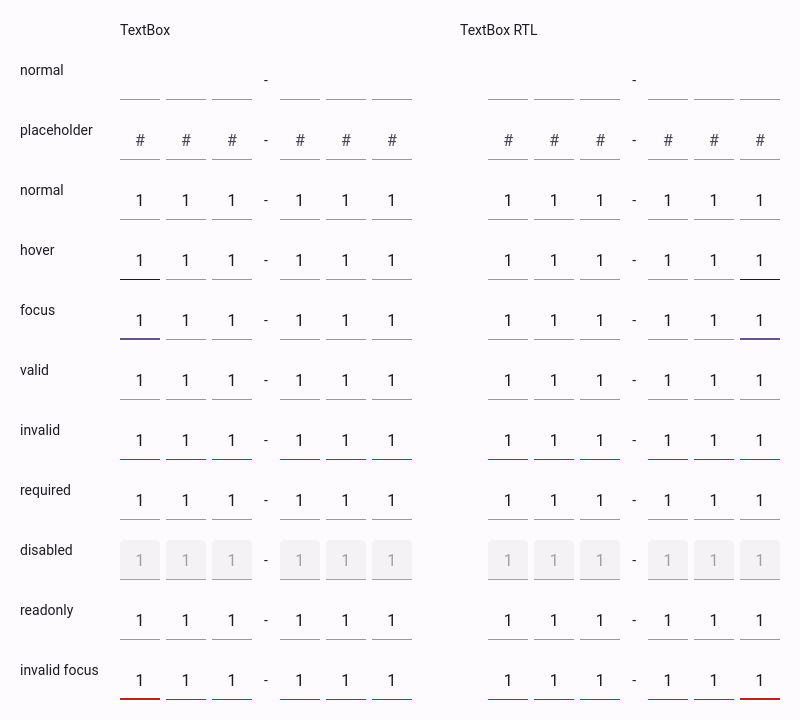 TextBox TextBox RTL
normal - -
placeholder # # # - # # # # # # - # # #
normal 1 1 1 - 1 1 1 1 1 1 - 1 1 1
hover 1 1 1 - 1 1 1 1 1 1 - 1 1 1
focus 1 1 1 - 1 1 1 1 1 1 - 1 1 1
valid 1 1 1 - 1 1 1 1 1 1 - 1 1 1
invalid 1 1 1 - 1 1 1 1 1 1 - 1 1 1
required 1 1 1 - 1 1 1 1 1 1 - 1 1 1
disabled 1 1 1 - 1 1 1 1 1 1 - 1 1 1
readonly 1 1 1 - 1 1 1 1 1 1 - 1 1 1
invalid focus 1 1 1 - 1 1 1 1 1 1 - 1 1 1